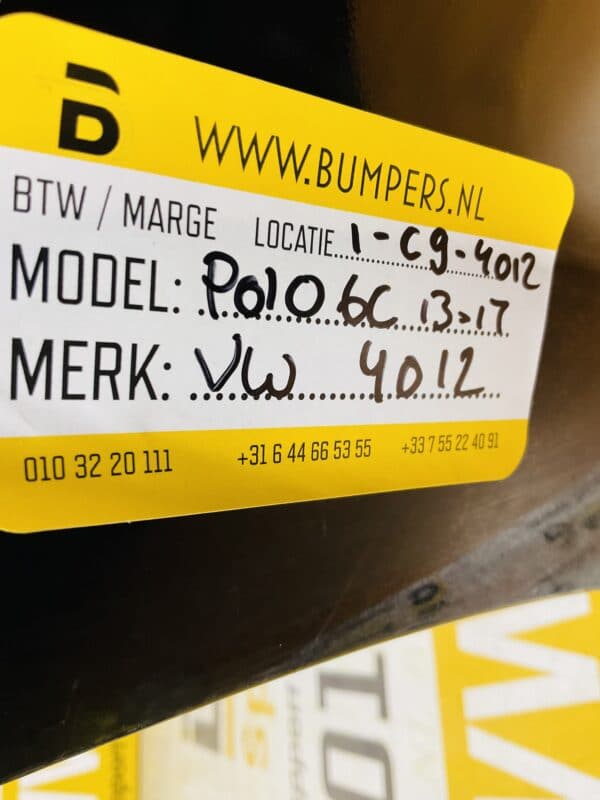 WWW.BUMPERS.NL
BTW / MARGE LOCATIE 1-C9-4012
MODEL: Polo 6C 13>17
MERK: VW 4012
010 32 20 111 +31 6 44 66 53 55 +33 7 55 22 40 91